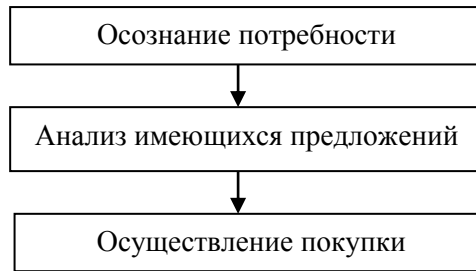 Осознание потребности
Анализ имеющихся предложений
Осуществление покупки